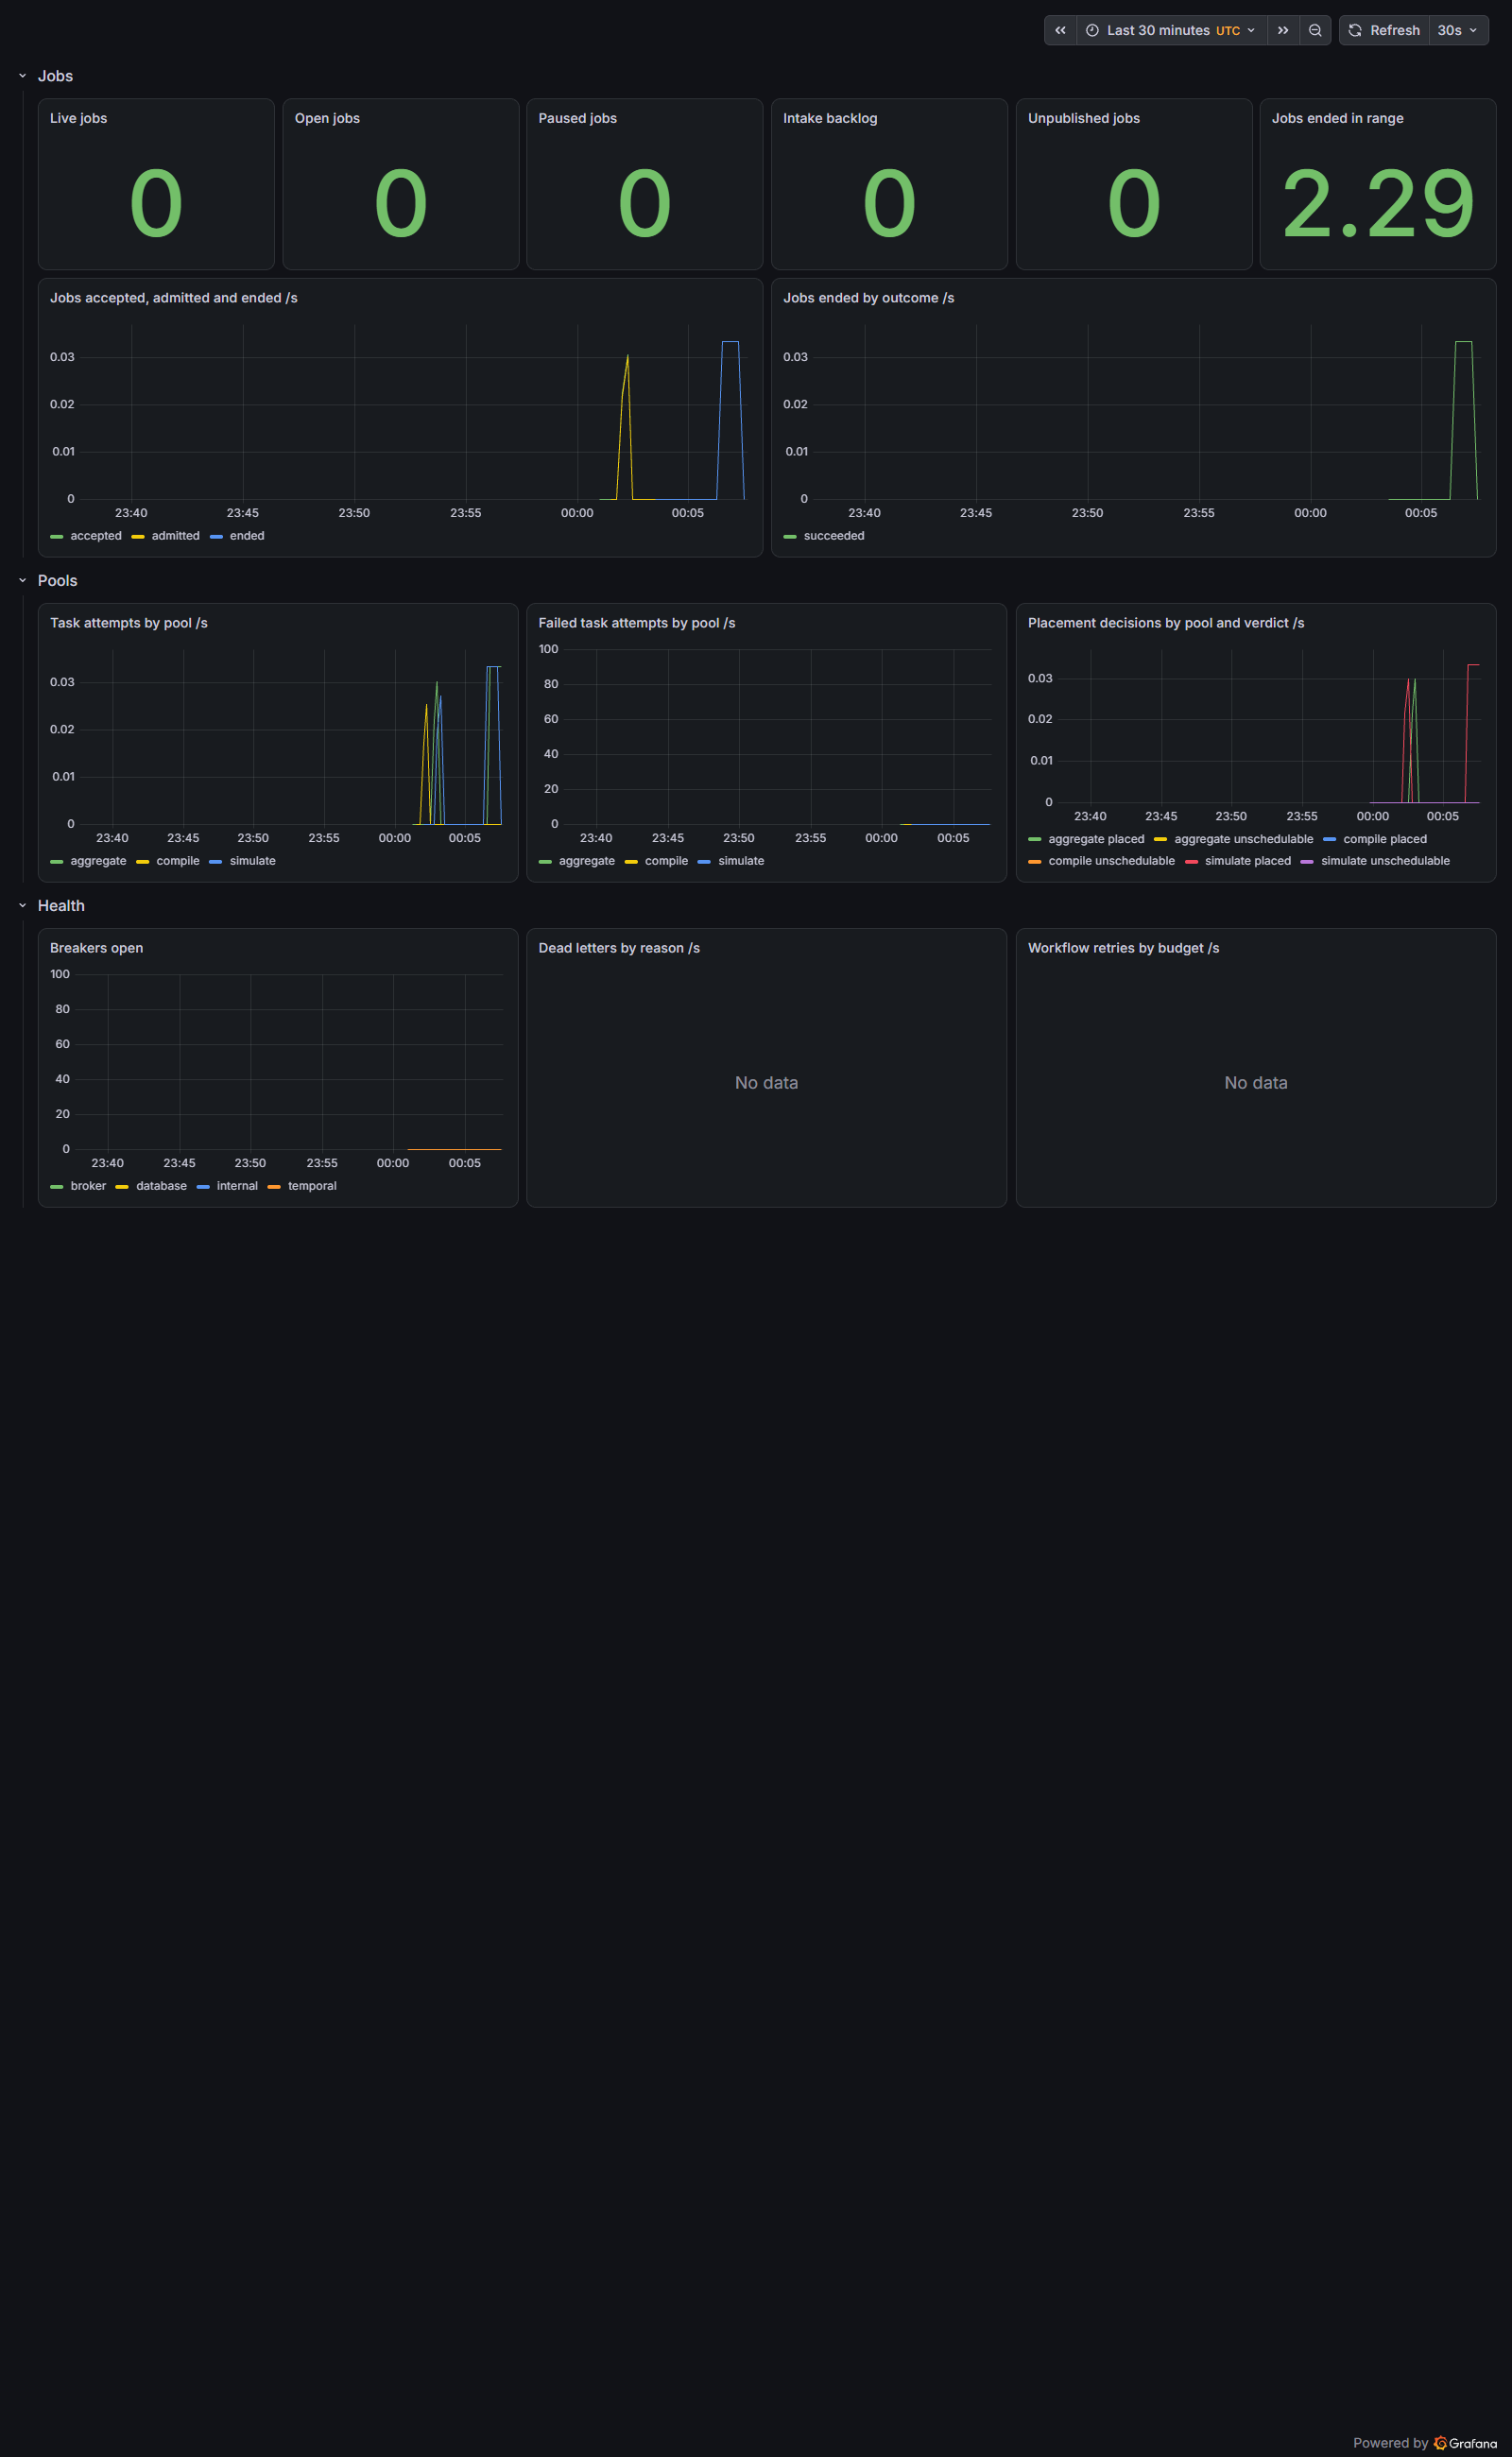 Last 30 minutes UTC
Refresh 30s
Jobs
Live jobs
Open jobs
Paused jobs
Intake backlog
Unpublished jobs
Jobs ended in range
0
0
0
0
0
2.29
Jobs accepted, admitted and ended /s
0.03
0.02
0.01
0
23:40 23:45 23:50 23:55 00:00 00:05
accepted admitted ended
Jobs ended by outcome /s
0.03
0.02
0.01
0
23:40 23:45 23:50 23:55 00:00 00:05
succeeded
Pools
Task attempts by pool /s
0.03
0.02
0.01
0
23:40 23:45 23:50 23:55 00:00 00:05
aggregate compile simulate
Failed task attempts by pool /s
100
80
60
40
20
0
23:40 23:45 23:50 23:55 00:00 00:05
aggregate compile simulate
Placement decisions by pool and verdict /s
0.03
0.02
0.01
0
23:40 23:45 23:50 23:55 00:00 00:05
aggregate placed aggregate unschedulable compile placed
compile unschedulable simulate placed simulate unschedulable
Health
Breakers open
100
80
60
40
20
0
23:40 23:45 23:50 23:55 00:00 00:05
broker database internal temporal
Dead letters by reason /s
No data
Workflow retries by budget /s
No data
Powered by Grafana